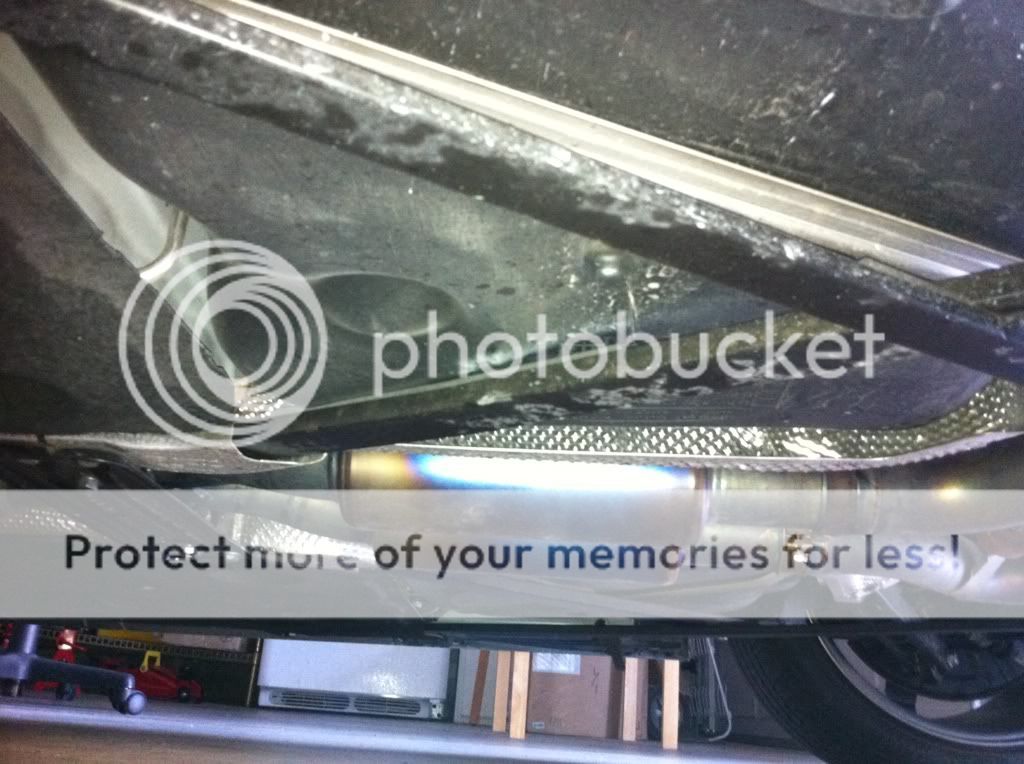 photobucket
Protect more of your memories for less!